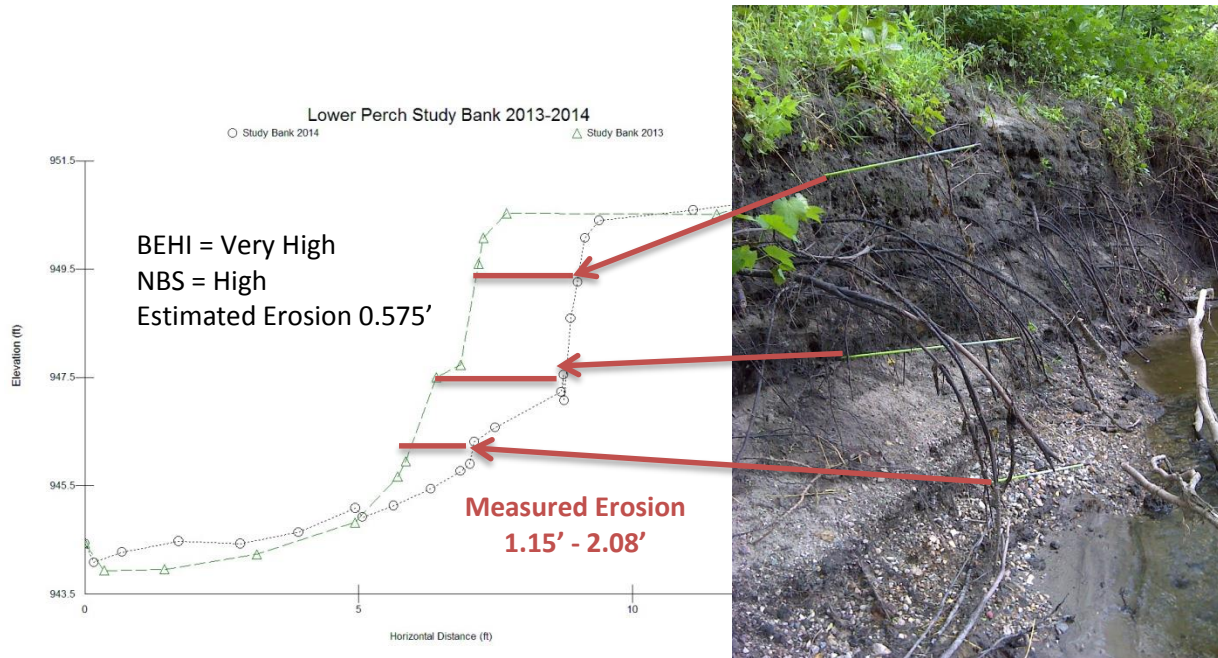 Lower Perch Study Bank 2013-2014
Study Bank 2014 Study Bank 2013
951.5
BEHI = Very High
NBS = High
949.5
Estimated Erosion 0.575’
Elevation (ft)
947.5
945.5
Measured Erosion
1.15’ - 2.08’
943.5
0 5 10
Horizontal Distance (ft)